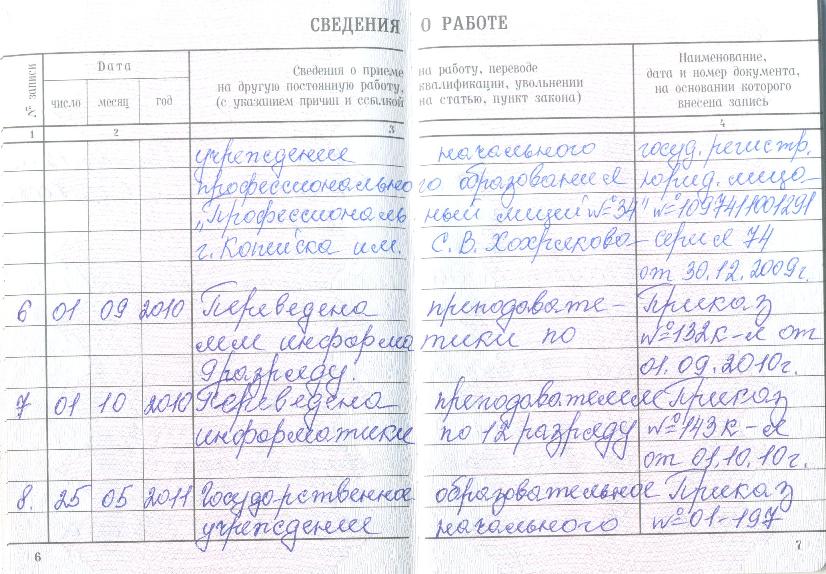 СВЕДЕНИЯ О РАБОТЕ
№ записи
Дата
число месяц год
Сведения о приеме на работу, переводе
на другую постоянную работу, квалификации, увольнении
(с указанием причин и ссылкой на статью, пункт закона)
Наименование,
дата и номер документа,
на основании которого
внесена запись
1 2 3 4
учреждение начального госуд. регистр.
профессионального образования юрид. лица
„Профессиональный лицей №34" №1097411001291
г. Копейска им. С. В. Хохрякова серия 74
от 30.12.2009г.
6 01 09 2010 Переведена преподавате- Приказ
лем информатики по №132к-л от
9 разряду. 01.09.2010г.
7 01 10 2010 Переведена преподавателем Приказ
информатики по 12 разряду №143к-л
от 01.10.10г.
8. 25 05 2011 Государственное образовательное Приказ
учреждение начального №01-197
6 7